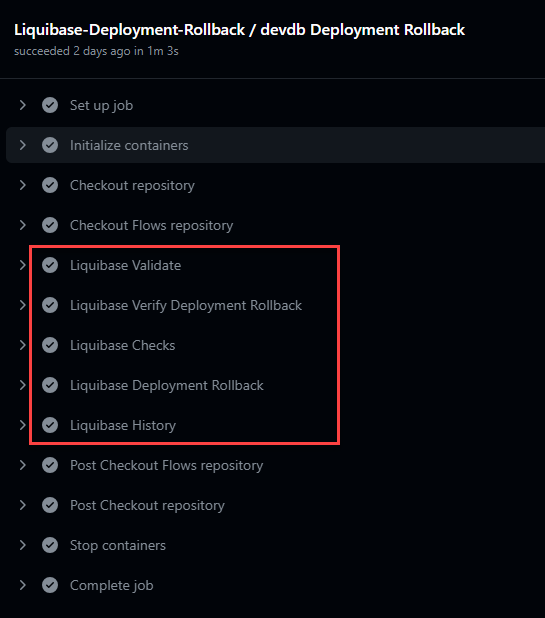 Liquibase-Deployment-Rollback / devdb Deployment Rollback
succeeded 2 days ago in 1m 3s
Set up job
Initialize containers
Checkout repository
Checkout Flows repository
Liquibase Validate
Liquibase Verify Deployment Rollback
Liquibase Checks
Liquibase Deployment Rollback
Liquibase History
Post Checkout Flows repository
Post Checkout repository
Stop containers
Complete job